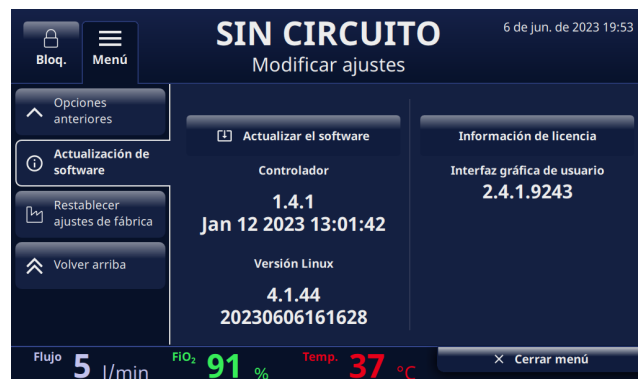 Bloq.
Menú
SIN CIRCUITO
Modificar ajustes
6 de jun. de 2023 19:53
Opciones
anteriores
Actualización de
software
Restablecer
ajustes de fábrica
Volver arriba
Actualizar el software
Controlador
1.4.1
Jan 12 2023 13:01:42
Versión Linux
4.1.44
20230606161628
Información de licencia
Interfaz gráfica de usuario
2.4.1.9243
Flujo 5 l/min
FiO₂ 91 %
Temp. 37 °C
Cerrar menú